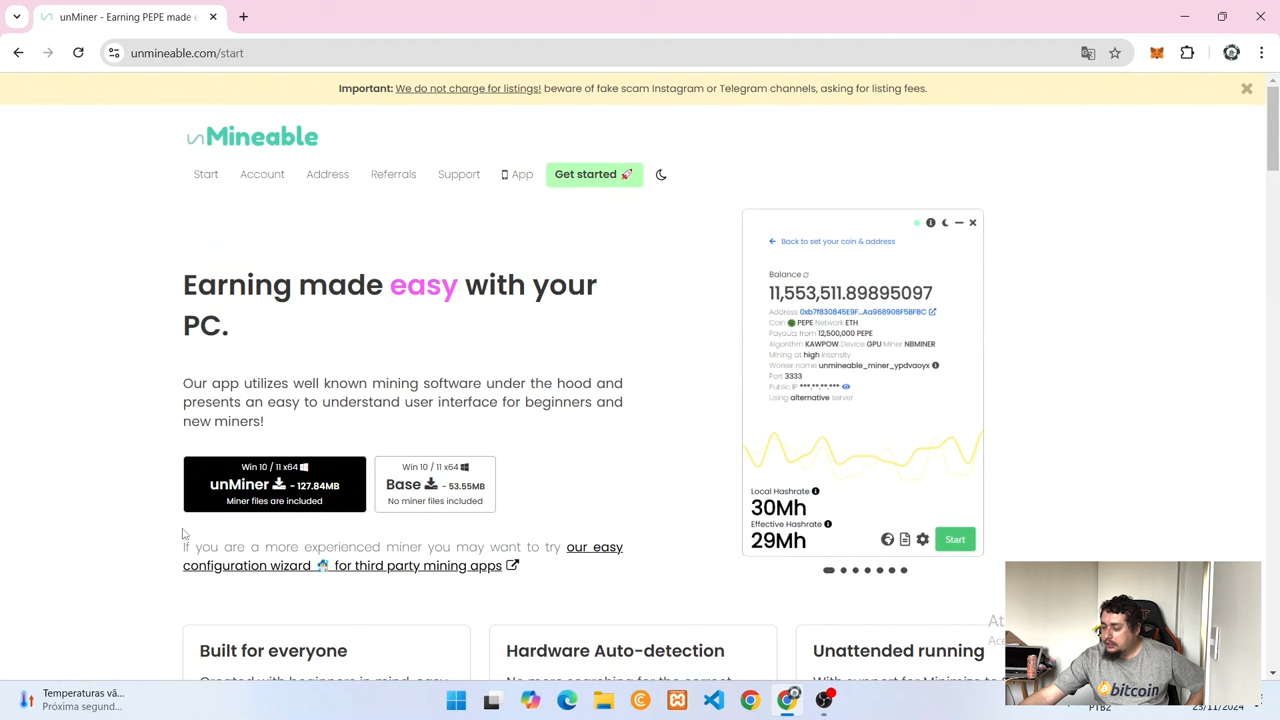 unMiner - Earning PEPE made e
unmineable.com/start
Important: We do not charge for listings! beware of fake scam Instagram or Telegram channels, asking for listing fees.
unMineable
Start
Account
Address
Referrals
Support
App
Get started 🚀
Earning made easy with your
PC.
Our app utilizes well known mining software under the hood and
presents an easy to understand user interface for beginners and
new miners!
Win 10 / 11 x64
unMiner - 127.84MB
Miner files are included
Win 10 / 11 x64
Base - 53.55MB
No miner files included
If you are a more experienced miner you may want to try our easy
configuration wizard 🧙 for third party mining apps
Back to set your coin & address
Balance
11,553,511.89895097
Address 0xb7f830845E9F...Aa968908F5BFBC
Coin PEPE Network ETH
Payouts from 12,500,000 PEPE
Algorithm KAWPOW Device GPU Miner NBMINER
Mining at high intensity
Worker name unmineable_miner_ypdvaoyx
Port 3333
Public IP ***.**.**.***
Using alternative server
Local Hashrate
30Mh
Effective Hashrate
29Mh
Start
Built for everyone
Hardware Auto-detection
Unattended running
At
Ace
bitcoin
Temperaturas vã...
Próxima segund...
PTB2
23/11/2024